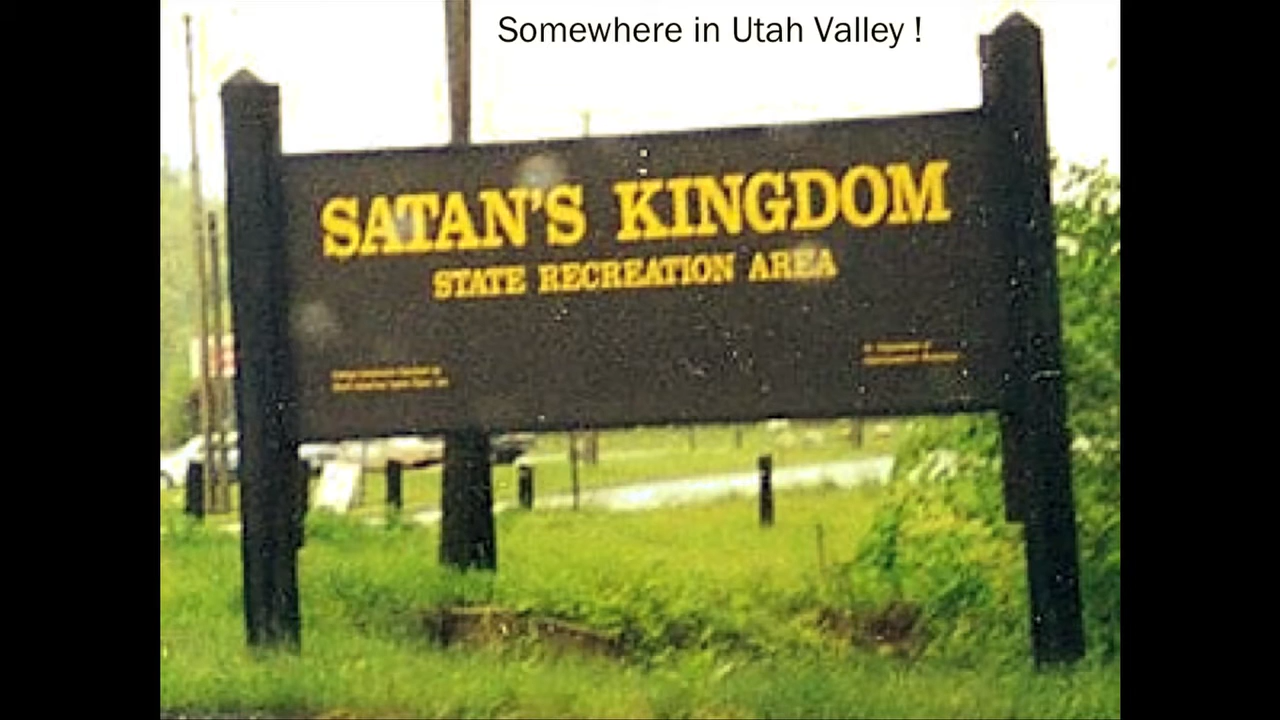 Somewhere in Utah Valley !
SATAN'S KINGDOM
STATE RECREATION AREA